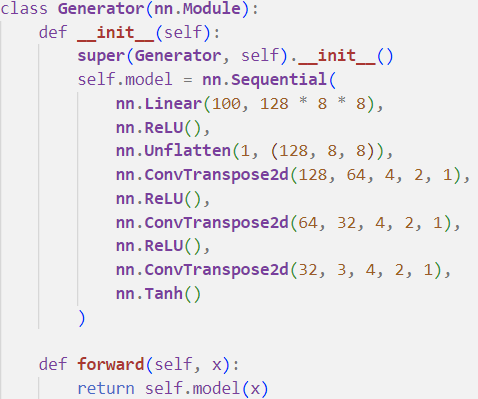 class Generator(nn.Module):
    def __init__(self):
        super(Generator, self).__init__()
        self.model = nn.Sequential(
            nn.Linear(100, 128 * 8 * 8),
            nn.ReLU(),
            nn.Unflatten(1, (128, 8, 8)),
            nn.ConvTranspose2d(128, 64, 4, 2, 1),
            nn.ReLU(),
            nn.ConvTranspose2d(64, 32, 4, 2, 1),
            nn.ReLU(),
            nn.ConvTranspose2d(32, 3, 4, 2, 1),
            nn.Tanh()
        )
    def forward(self, x):
        return self.model(x)